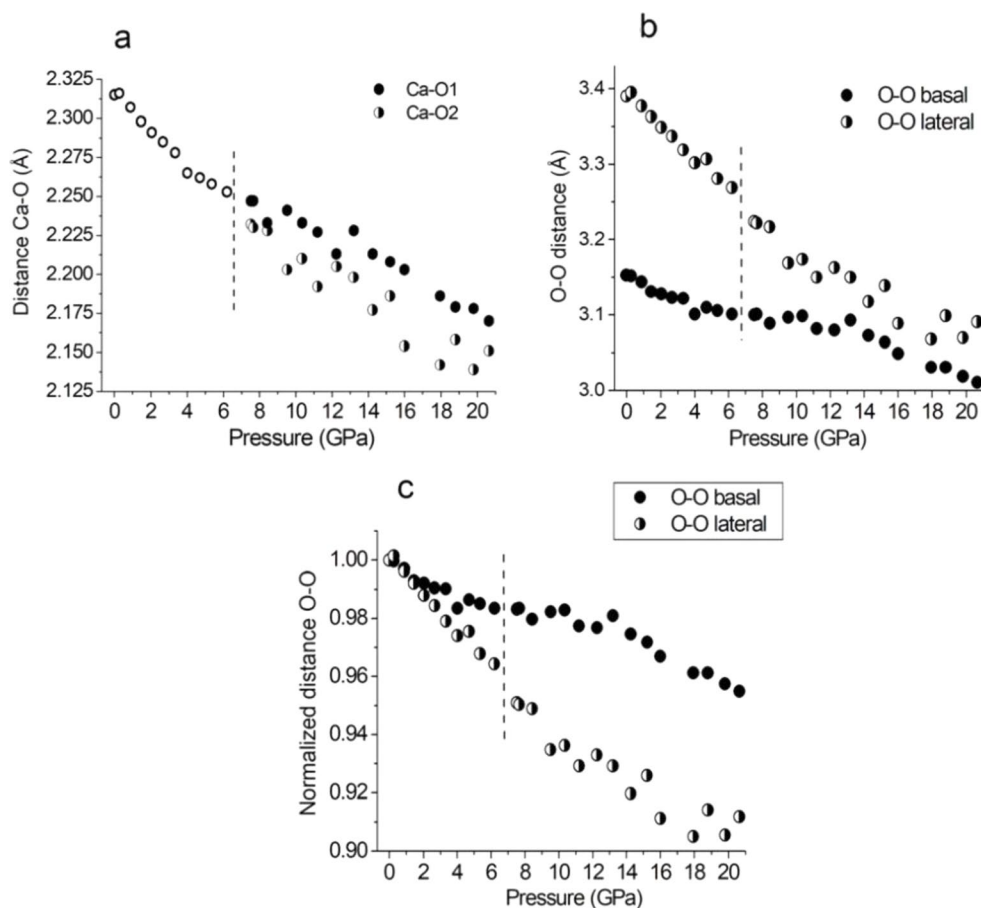 a
2.325
2.300
2.275
2.250
2.225
2.200
2.175
2.150
2.125
Distance Ca-O (Å)
Ca-O1
Ca-O2
0 2 4 6 8 10 12 14 16 18 20
Pressure (GPa)
b
3.4
3.3
3.2
3.1
3.0
O-O distance (Å)
O-O basal
O-O lateral
0 2 4 6 8 10 12 14 16 18 20
Pressure (GPa)
c
O-O basal
O-O lateral
1.00
0.98
0.96
0.94
0.92
0.90
Normalized distance O-O
0 2 4 6 8 10 12 14 16 18 20
Pressure (GPa)